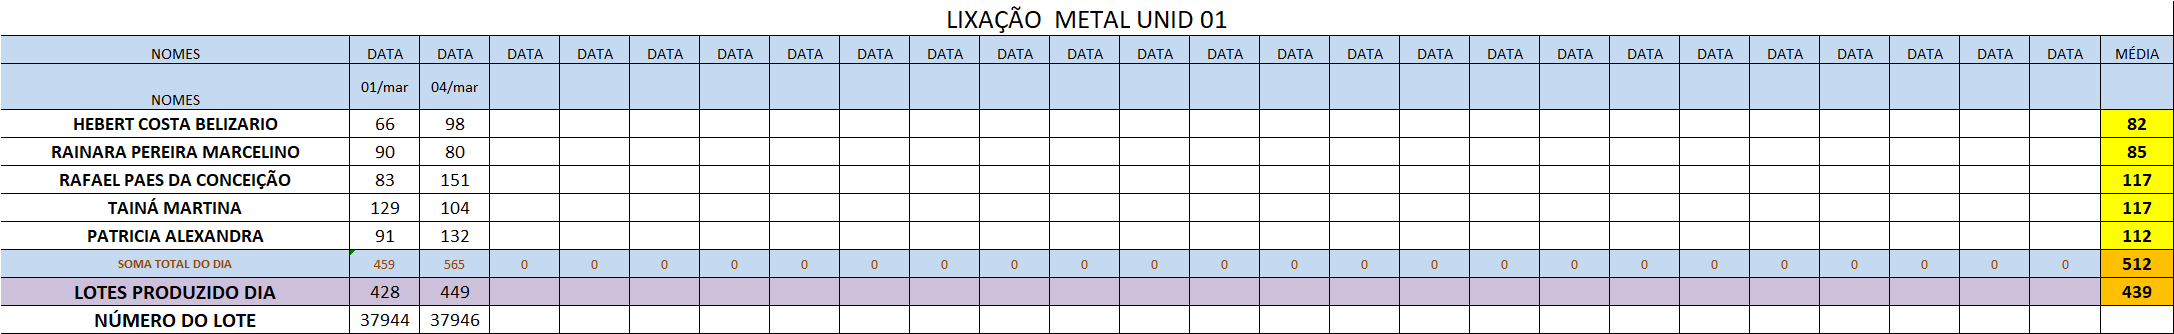 LIXAÇÃO  METAL UNID 01
NOMES DATA DATA DATA DATA DATA DATA DATA DATA DATA DATA DATA DATA DATA DATA DATA DATA DATA DATA DATA DATA DATA DATA DATA DATA DATA MÉDIA
NOMES 01/mar 04/mar
HEBERT COSTA BELIZARIO 66 98 82
RAINARA PEREIRA MARCELINO 90 80 85
RAFAEL PAES DA CONCEIÇÃO 83 151 117
TAINÁ MARTINA 129 104 117
PATRICIA ALEXANDRA 91 132 112
SOMA TOTAL DO DIA 459 565 0 0 0 0 0 0 0 0 0 0 0 0 0 0 0 0 0 0 0 0 0 0 0 512
LOTES PRODUZIDO DIA 428 449 439
NÚMERO DO LOTE 37944 37946